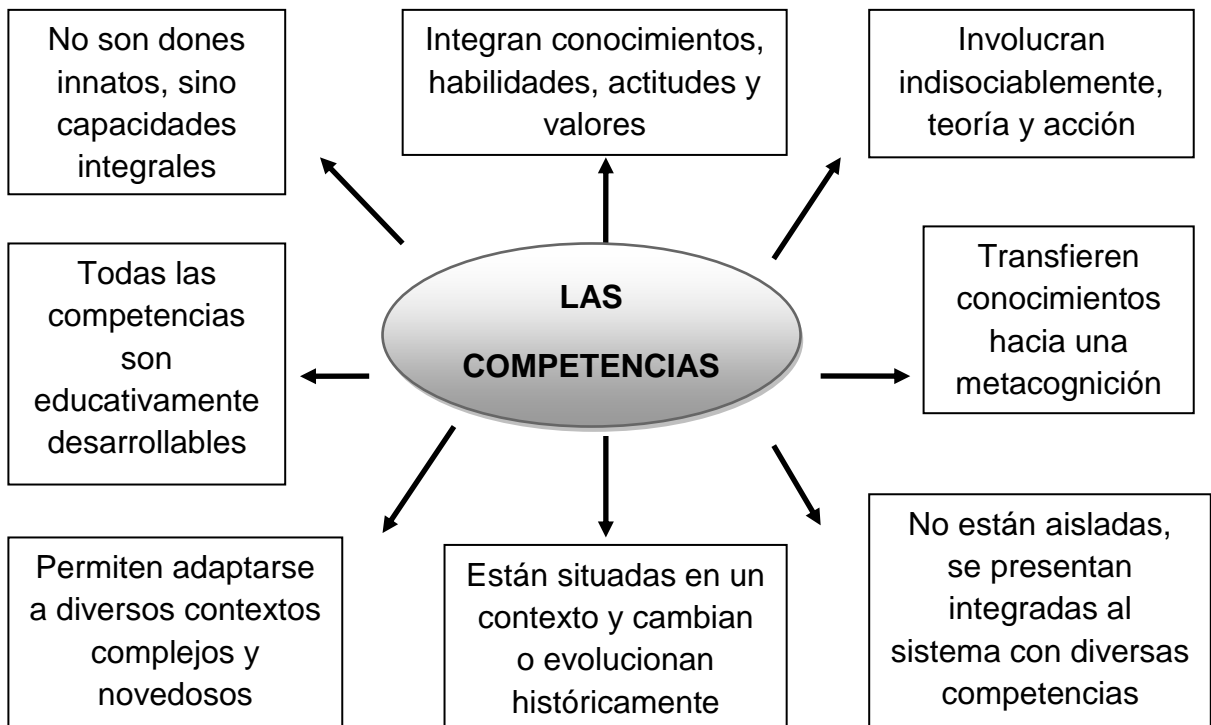 No son dones
innatos, sino
capacidades
integrales
Integran conocimientos,
habilidades, actitudes y
valores
Involucran
indisociablemente,
teoría y acción
Todas las
competencias
son
educativamente
desarrollables
LAS
COMPETENCIAS
Transfieren
conocimientos
hacia una
metacognición
Permiten adaptarse
a diversos contextos
complejos y
novedosos
Están situadas en un
contexto y cambian
o evolucionan
históricamente
No están aisladas,
se presentan
integradas al
sistema con diversas
competencias